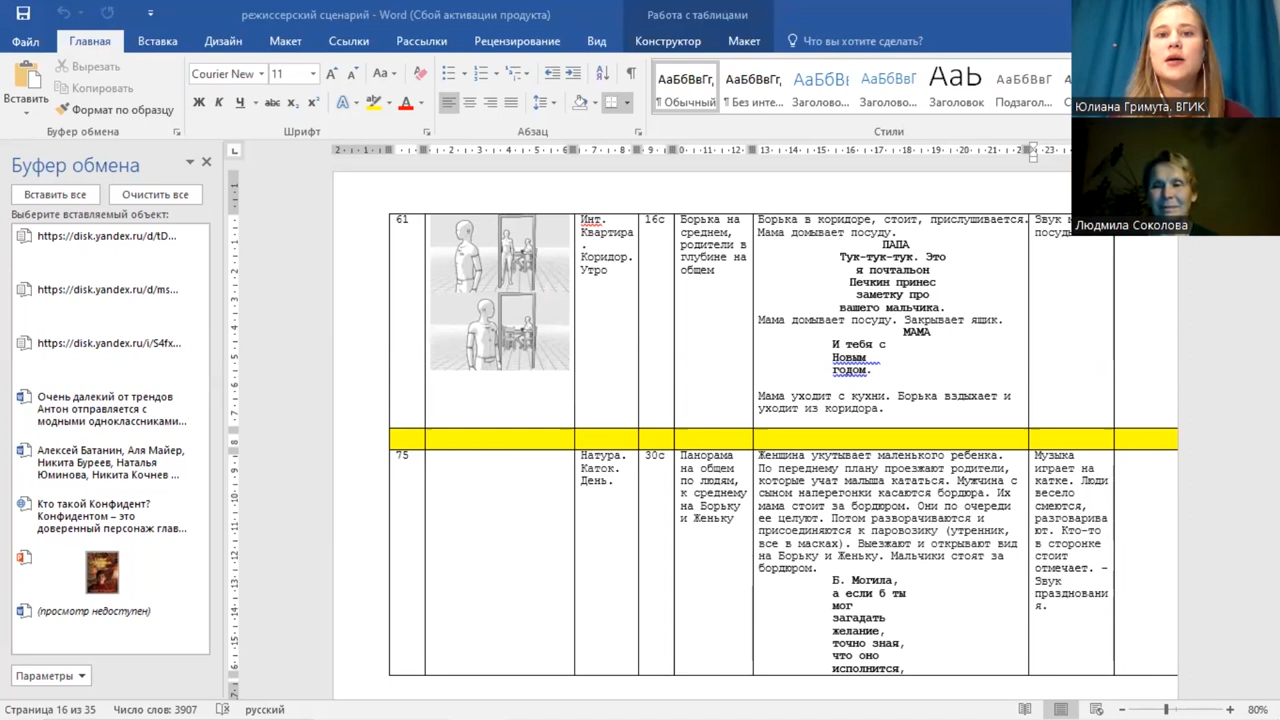 режиссерский сценарий - Word (Сбой активации продукта)
Работа с таблицами
Файл
Главная
Вставка
Дизайн
Макет
Ссылки
Рассылки
Рецензирование
Вид
Конструктор
Макет
Что вы хотите сделать?
Вставить
Вырезать
Копировать
Формат по образцу
Буфер обмена
Courier New
11
Aa
Ж К Ч abc x₂ x²
Шрифт
Абзац
АаБбВвГг,
АаБбВвГг,
АаБбВвІ
АаБбВвГ
АаЬ
АаБбВвГ
¶ Обычный
¶ Без инте...
Заголово...
Заголово...
Заголовок
Подзагол...
Стили
Юлиана Гримута. ВГИК
Людмила Соколова
Буфер обмена
Вставить все
Очистить все
Выберите вставляемый объект:
https://disk.yandex.ru/d/tD...
https://disk.yandex.ru/d/ms...
https://disk.yandex.ru/i/S4fx...
Очень далекий от трендов
Антон отправляется с
модными одноклассниками...
Алексей Батанин, Аля Майер,
Никита Буреев, Наталья
Юминова, Никита Кочнев ...
Кто такой Конфидент?
Конфидентом – это
доверенный персонаж глав...
(просмотр недоступен)
Параметры
61
Инт.
Квартира
.
Коридор.
Утро
16с
Борька на
среднем,
родители в
глубине на
общем
Борька в коридоре, стоит, прислушивается.
Мама домывает посуду.
ПАПА
Тук-тук-тук. Это
я почтальон
Печкин принес
заметку про
вашего мальчика.
Мама домывает посуду. Закрывает ящик.
МАМА
И тебя с
Новым
годом.
Мама уходит с кухни. Борька вздыхает и
уходит из коридора.
Звук
посуды
75
Натура.
Каток.
День.
30с
Панорама
на общем
по людям,
к среднему
на Борьку
и Женьку
Женщина укутывает маленького ребенка.
По переднему плану проезжают родители,
которые учат малыша кататься. Мужчина с
сыном наперегонки касаются бордюра. Их
мама стоит за бордюром. Они по очереди
ее целуют. Потом разворачиваются и
присоединяются к паровозику (утренник,
все в масках). Выезжают и открывают вид
на Борьку и Женьку. Мальчики стоят за
бордюром.
Б. Могила,
а если б ты
мог
загадать
желание,
точно зная,
что оно
исполнится,
Музыка
играет на
катке. Люди
весело
смеются,
разговарива
ют. Кто-то
в сторонке
стоит
отмечает. –
Звук
праздновани
я.
Страница 16 из 35
Число слов: 3907
русский
80%